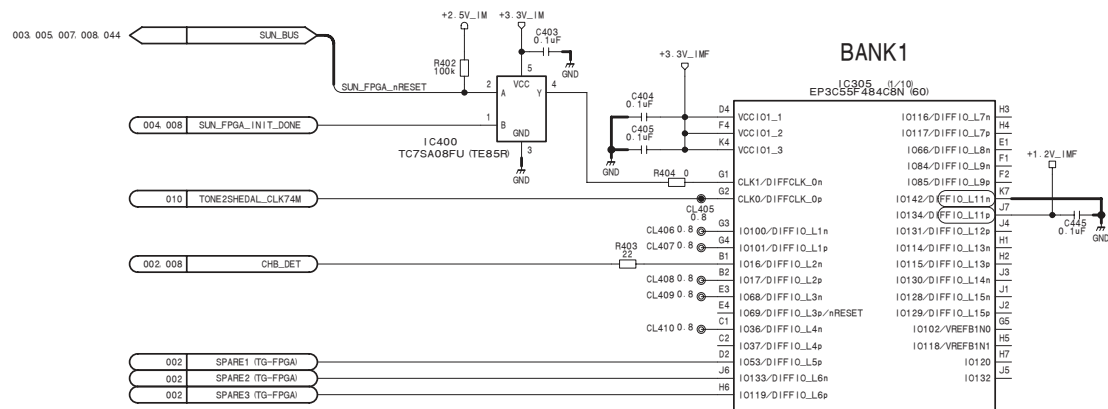 +2.5V_IM
+3.3V_IM
003. 005. 007. 008. 044
SUN_BUS
C403
0.1uF
GND
R402
100k
SUN_FPGA_nRESET
2
A
5
VCC
Y
4
1
B
GND
3
GND
IC400
TC7SA08FU (TE85R)
004. 008
SUN_FPGA_INIT_DONE
+3.3V_IMF
C404
0.1uF
C405
0.1uF
GND
R404
0
BANK1
IC305 (1/10)
EP3C55F484C8N (60)
D4
VCCIO1_1
F4
VCCIO1_2
K4
VCCIO1_3
G1
CLK1/DIFFCLK_0n
G2
CLK0/DIFFCLK_0p
010
TONE2SHEDAL_CLK74M
CL405
0.8
CL406 0.8
G3
IO100/DIFFIO_L1n
CL407 0.8
G4
IO101/DIFFIO_L1p
002. 008
CHB_DET
R403
22
B1
IO16/DIFFIO_L2n
CL408 0.8
B2
IO17/DIFFIO_L2p
CL409 0.8
E3
IO68/DIFFIO_L3n
E4
IO69/DIFFIO_L3p/nRESET
CL410 0.8
C1
IO36/DIFFIO_L4n
C2
IO37/DIFFIO_L4p
002
SPARE1 (TG-FPGA)
D2
IO53/DIFFIO_L5p
002
SPARE2 (TG-FPGA)
J6
IO133/DIFFIO_L6n
002
SPARE3 (TG-FPGA)
H6
IO119/DIFFIO_L6p
IO116/DIFFIO_L7n
H3
IO117/DIFFIO_L7p
H4
IO66/DIFFIO_L8n
E1
IO84/DIFFIO_L9n
F1
IO85/DIFFIO_L9p
F2
IO142/DIFFIO_L11n
K7
IO134/DIFFIO_L11p
J7
IO131/DIFFIO_L12p
J4
IO114/DIFFIO_L13n
H1
IO115/DIFFIO_L13p
H2
IO130/DIFFIO_L14n
J3
IO128/DIFFIO_L15n
J1
IO129/DIFFIO_L15p
J2
IO102/VREFB1N0
G5
IO118/VREFB1N1
H5
IO120
H7
IO132
J5
+1.2V_IMF
C445
0.1uF
GND